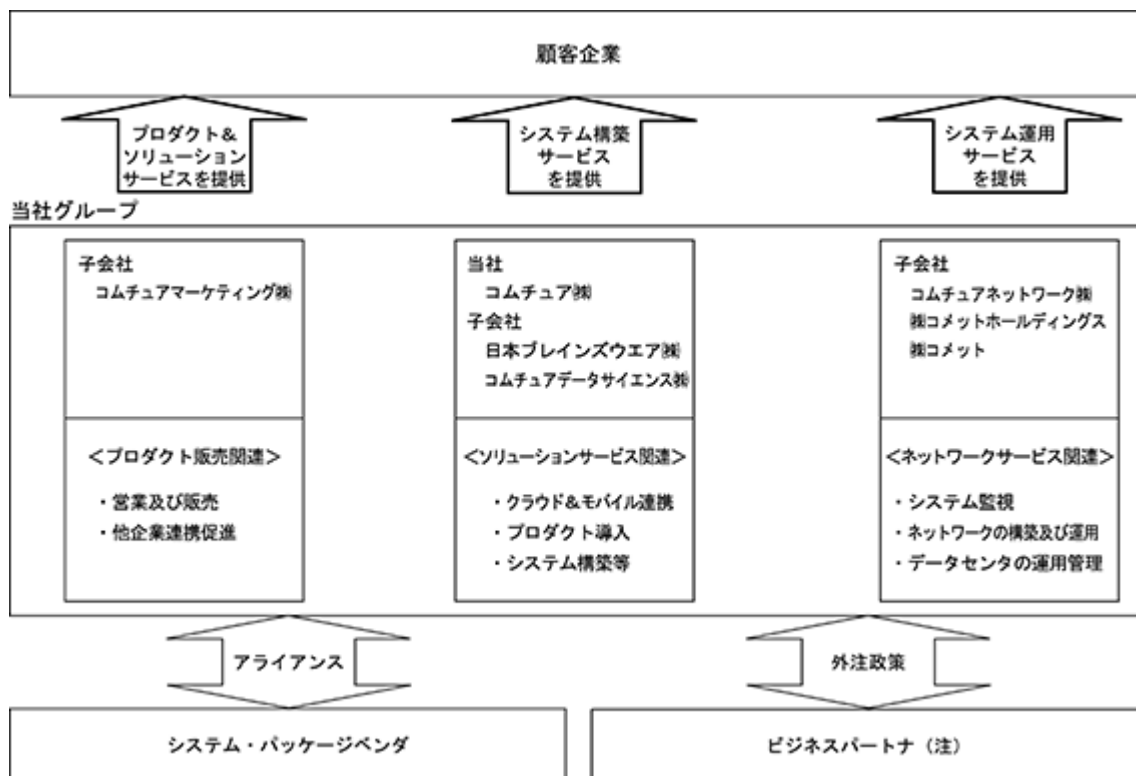 顧客企業
プロダクト&
ソリューション
サービスを提供
システム構築
サービス
を提供
システム運用
サービス
を提供
当社グループ
子会社
コムチュアマーケティング㈱
<プロダクト販売関連>
・営業及び販売
・他企業連携促進
当社
コムチュア㈱
子会社
日本ブレインズウエア㈱
コムチュアデータサイエンス㈱
<ソリューションサービス関連>
・クラウド&モバイル連携
・プロダクト導入
・システム構築等
子会社
コムチュアネットワーク㈱
㈱コメットホールディングス
㈱コメット
<ネットワークサービス関連>
・システム監視
・ネットワークの構築及び運用
・データセンタの運用管理
アライアンス
外注政策
システム・パッケージベンダ
ビジネスパートナ(注)